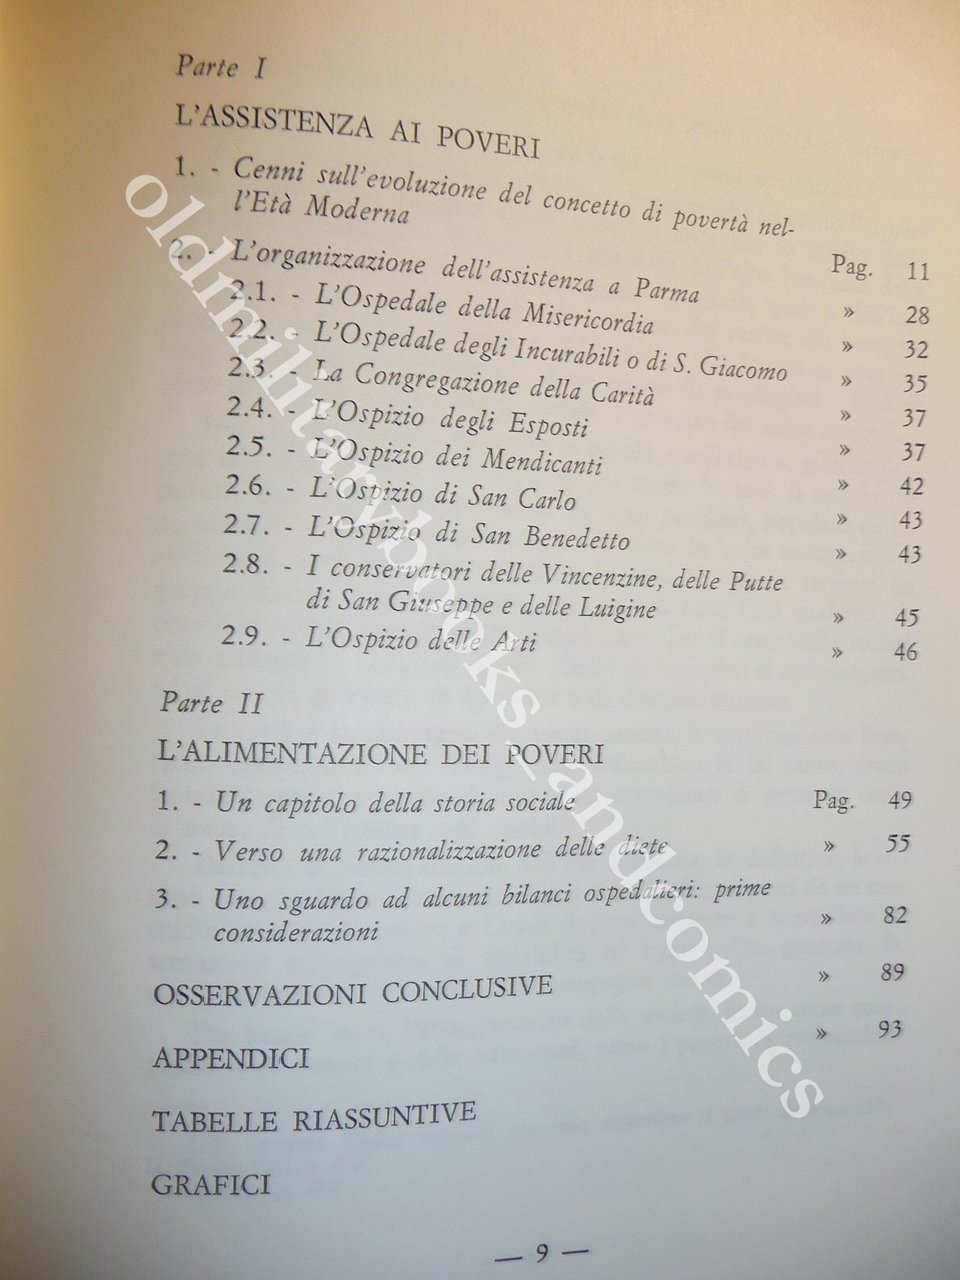 Parte I
L'ASSISTENZA AI POVERI
1. - Cenni sull'evoluzione del concetto di povertà nel-
l'Età Moderna Pag. 11
2. - L'organizzazione dell'assistenza a Parma » 28
2.1. - L'Ospedale della Misericordia » 32
2.2. - L'Ospedale degli Incurabili o di S. Giacomo » 35
2.3. - La Congregazione della Carità » 37
2.4. - L'Ospizio degli Esposti » 37
2.5. - L'Ospizio dei Mendicanti » 42
2.6. - L'Ospizio di San Carlo » 43
2.7. - L'Ospizio di San Benedetto » 43
2.8. - I conservatori delle Vincenzine, delle Putte
di San Giuseppe e delle Luigine » 45
2.9. - L'Ospizio delle Arti » 46
Parte II
L'ALIMENTAZIONE DEI POVERI
1. - Un capitolo della storia sociale Pag. 49
2. - Verso una razionalizzazione delle diete » 55
3. - Uno sguardo ad alcuni bilanci ospedalieri: prime
considerazioni » 82
OSSERVAZIONI CONCLUSIVE » 89
APPENDICI » 93
TABELLE RIASSUNTIVE
GRAFICI
— 9 —
oldmilitarybooks_andcomics